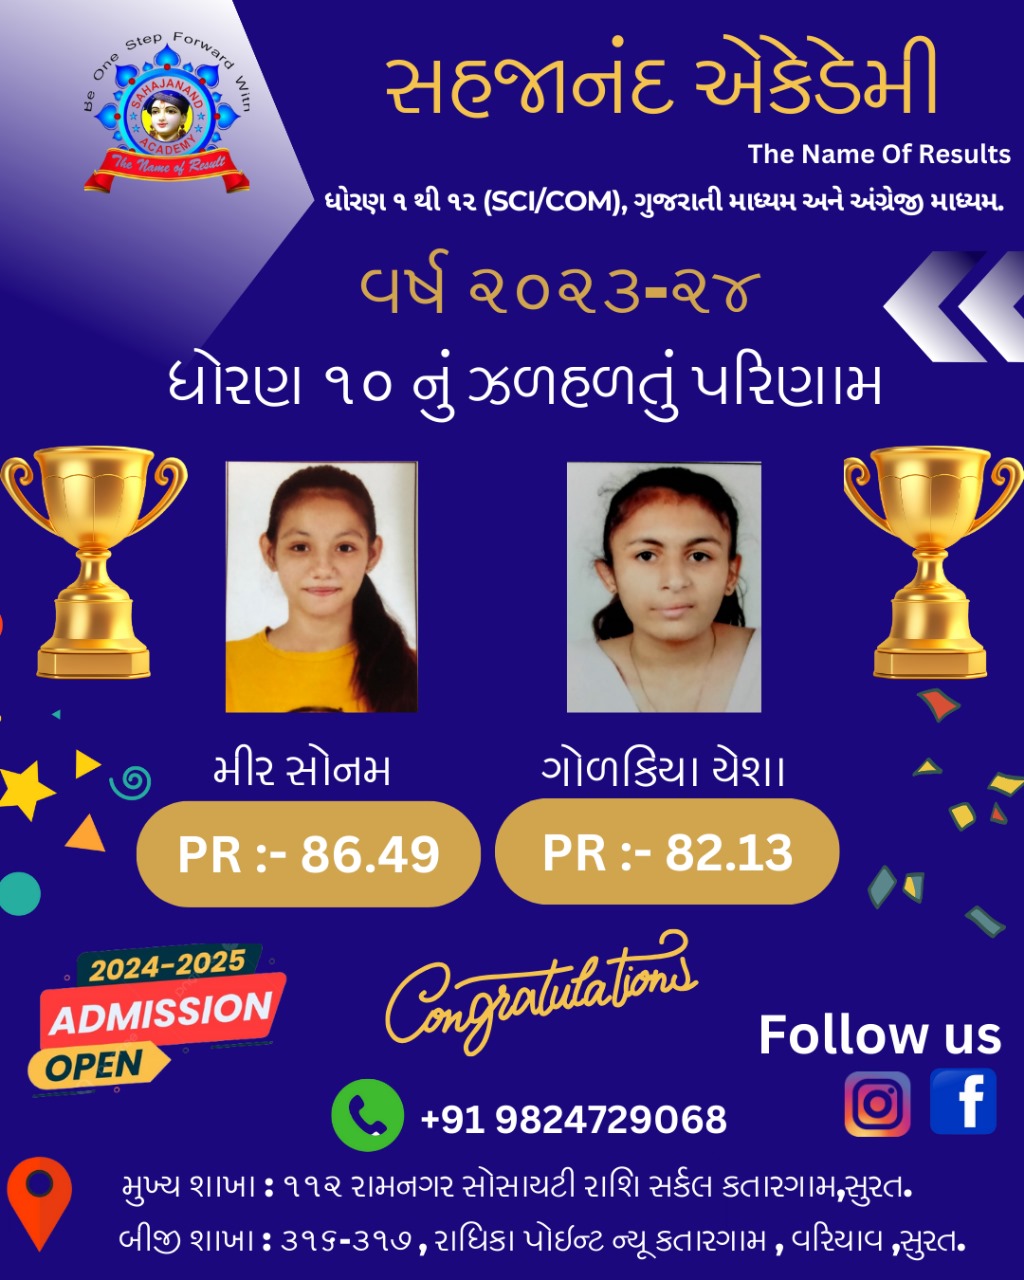 Be One Step Forward With
SAHAJANAND
ACADEMY
The Name of Result
સહજાનંદ એકેડેમી
The Name Of Results
ધોરણ ૧ થી ૧૨ (SCI/COM), ગુજરાતી માધ્યમ અને અંગ્રેજી માધ્યમ.
વર્ષ ૨૦૨૩-૨૪
ધોરણ ૧૦ નું ઝળહળતું પરિણામ
મીર સોનમ
ગોળકિયા યેશા
PR :- 86.49
PR :- 82.13
2024-2025
ADMISSION
OPEN
Congratulations
Follow us
+91 9824729068
મુખ્ય શાખા : ૧૧૨ રામનગર સોસાયટી રાશિ સર્કલ કતારગામ,સુરત.
બીજી શાખા : ૩૧૬-૩૧૭ , રાધિકા પોઇન્ટ ન્યૂ કતારગામ , વરિયાવ ,સુરત.